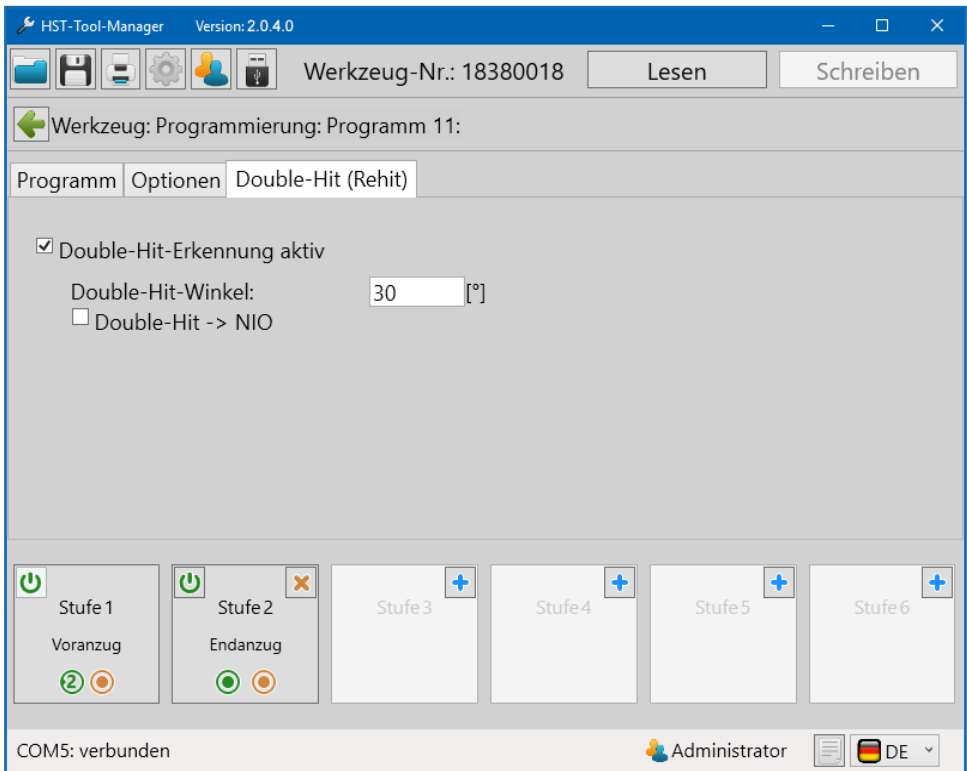 HST-Tool-Manager Version: 2.0.4.0
Werkzeug-Nr.: 18380018 Lesen Schreiben
Werkzeug: Programmierung: Programm 11:
Programm Optionen Double-Hit (Rehit)
Double-Hit-Erkennung aktiv
Double-Hit-Winkel: 30 [°]
Double-Hit -> NIO
Stufe 1 Stufe 2 Stufe 3 Stufe 4 Stufe 5 Stufe 6
Voranzug Endanzug
2
COM5: verbunden Administrator DE